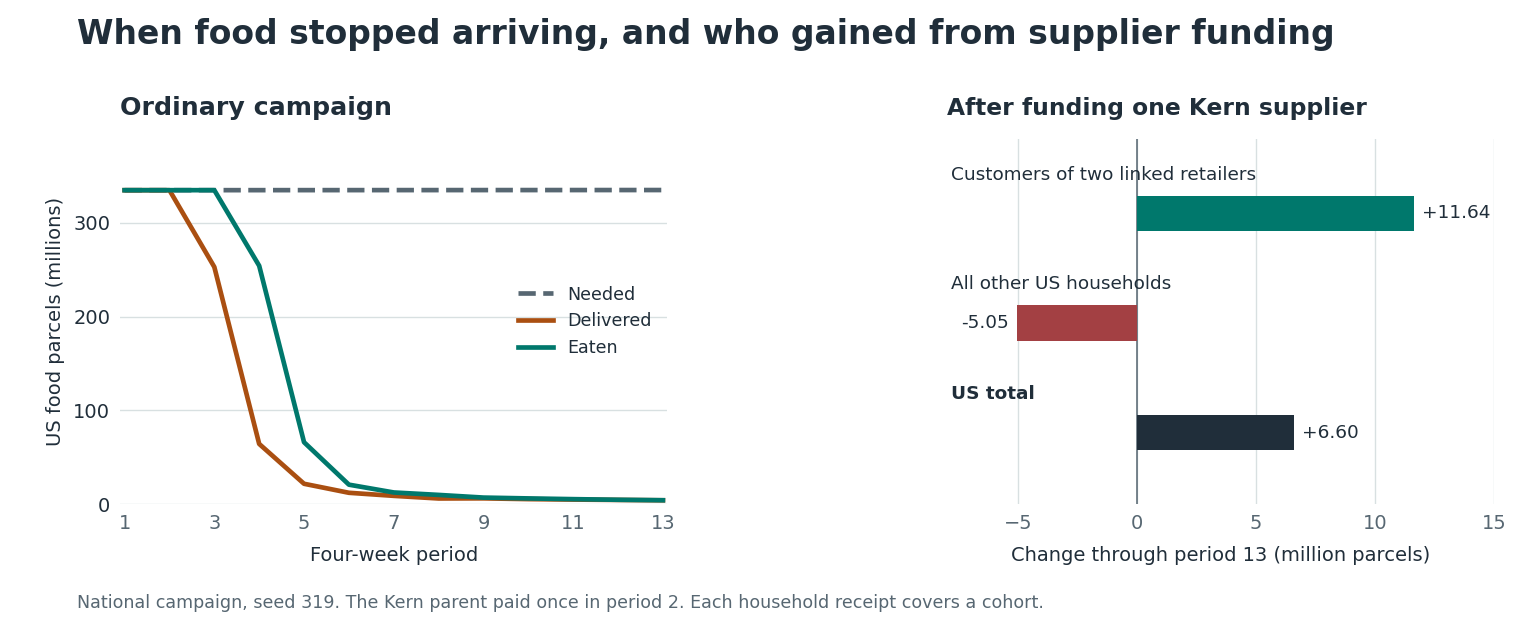 When food stopped arriving, and who gained from supplier funding
Ordinary campaign
US food parcels (millions)
300
200
100
0
1 3 5 7 9 11 13
Four-week period
Needed
Delivered
Eaten
After funding one Kern supplier
Customers of two linked retailers
+11.64
All other US households
-5.05
US total
+6.60
−5 0 5 10 15
Change through period 13 (million parcels)
National campaign, seed 319. The Kern parent paid once in period 2. Each household receipt covers a cohort.